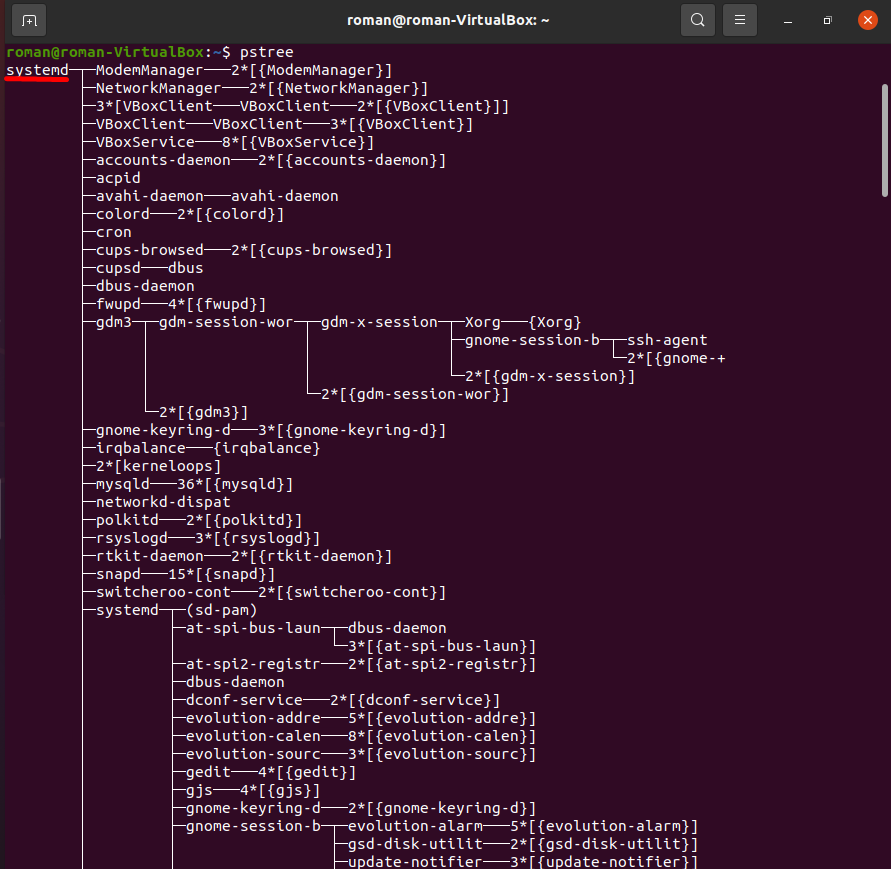 roman@roman-VirtualBox: ~
roman@roman-VirtualBox:~$ pstree
systemd─┬─ModemManager───2*[{ModemManager}]
        ├─NetworkManager───2*[{NetworkManager}]
        ├─3*[VBoxClient───VBoxClient───2*[{VBoxClient}]]
        ├─VBoxClient───VBoxClient───3*[{VBoxClient}]
        ├─VBoxService───8*[{VBoxService}]
        ├─accounts-daemon───2*[{accounts-daemon}]
        ├─acpid
        ├─avahi-daemon───avahi-daemon
        ├─colord───2*[{colord}]
        ├─cron
        ├─cups-browsed───2*[{cups-browsed}]
        ├─cupsd───dbus
        ├─dbus-daemon
        ├─fwupd───4*[{fwupd}]
        ├─gdm3─┬─gdm-session-wor─┬─gdm-x-session─┬─Xorg───{Xorg}
        │      │                 │               ├─gnome-session-b─┬─ssh-agent
        │      │                 │               │                 └─2*[{gnome-+
        │      │                 │               └─2*[{gdm-x-session}]
        │      │                 └─2*[{gdm-session-wor}]
        │      └─2*[{gdm3}]
        ├─gnome-keyring-d───3*[{gnome-keyring-d}]
        ├─irqbalance───{irqbalance}
        ├─2*[kerneloops]
        ├─mysqld───36*[{mysqld}]
        ├─networkd-dispat
        ├─polkitd───2*[{polkitd}]
        ├─rsyslogd───3*[{rsyslogd}]
        ├─rtkit-daemon───2*[{rtkit-daemon}]
        ├─snapd───15*[{snapd}]
        ├─switcheroo-cont───2*[{switcheroo-cont}]
        ├─systemd─┬─(sd-pam)
        │         ├─at-spi-bus-laun─┬─dbus-daemon
        │         │                 └─3*[{at-spi-bus-laun}]
        │         ├─at-spi2-registr───2*[{at-spi2-registr}]
        │         ├─dbus-daemon
        │         ├─dconf-service───2*[{dconf-service}]
        │         ├─evolution-addre───5*[{evolution-addre}]
        │         ├─evolution-calen───8*[{evolution-calen}]
        │         ├─evolution-sourc───3*[{evolution-sourc}]
        │         ├─gedit───4*[{gedit}]
        │         ├─gjs───4*[{gjs}]
        │         ├─gnome-keyring-d───2*[{gnome-keyring-d}]
        │         ├─gnome-session-b─┬─evolution-alarm───5*[{evolution-alarm}]
        │         │                 ├─gsd-disk-utilit───2*[{gsd-disk-utilit}]
        │         │                 ├─update-notifier───3*[{update-notifier}]